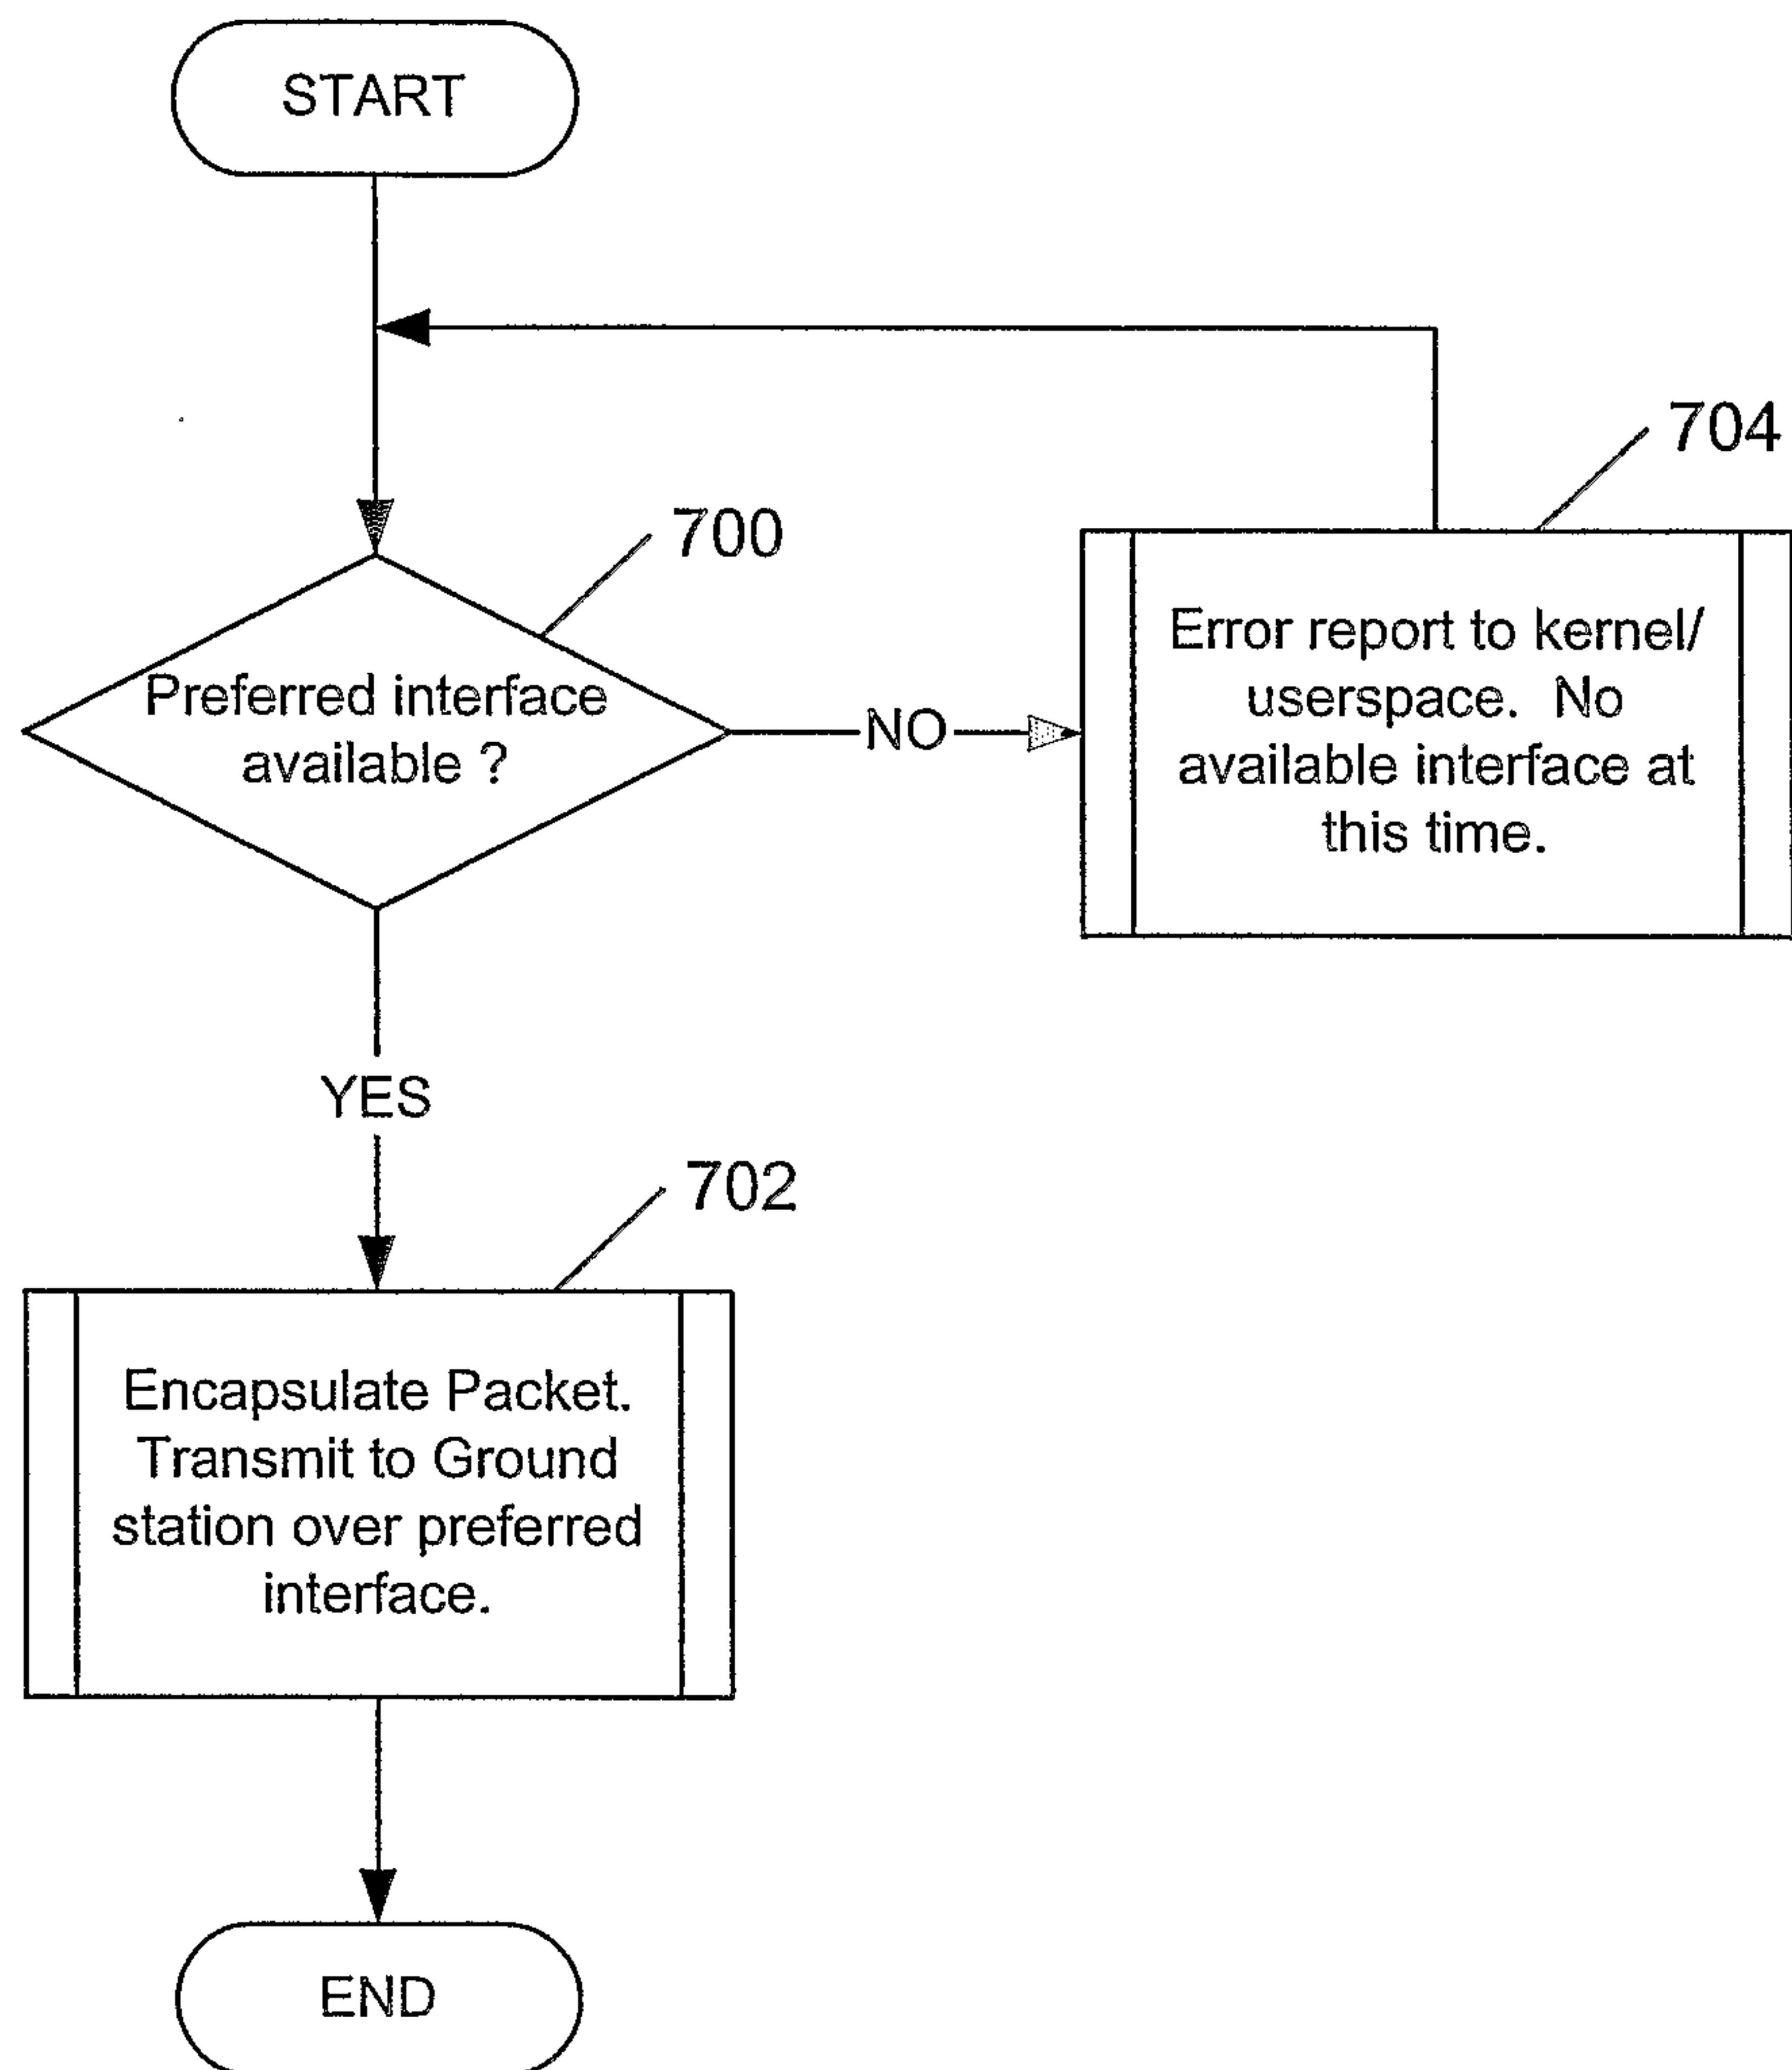 START
704
700
Error report to kernel/
userspace. No
available interface at
this time.
Preferred interface
available ?
NO
YES
702
Encapsulate Packet.
Transmit to Ground
station over preferred
interface.
END